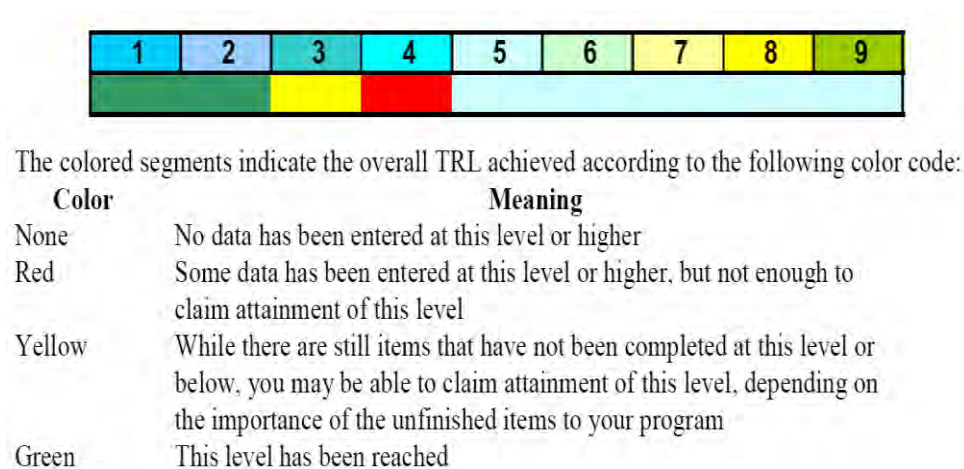 1 2 3 4 5 6 7 8 9
The colored segments indicate the overall TRL achieved according to the following color code:
Color Meaning
None No data has been entered at this level or higher
Red Some data has been entered at this level or higher, but not enough to
claim attainment of this level
Yellow While there are still items that have not been completed at this level or
below, you may be able to claim attainment of this level, depending on
the importance of the unfinished items to your program
Green This level has been reached